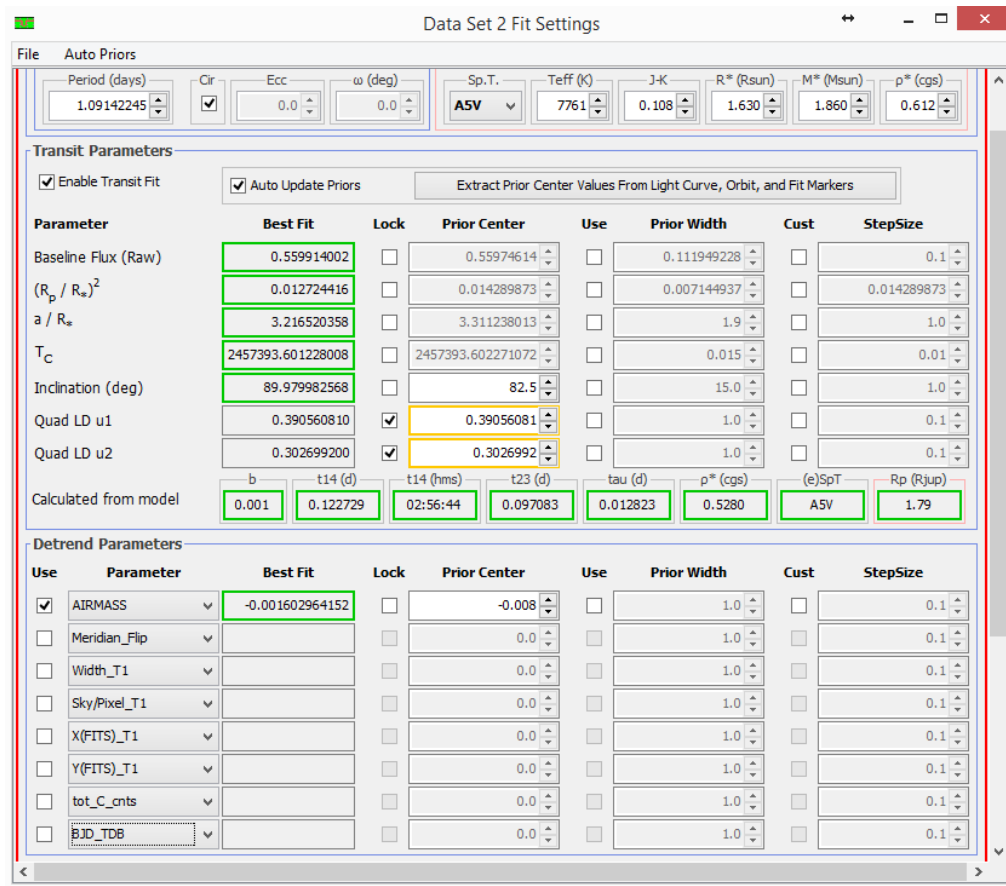 Data Set 2 Fit Settings
File Auto Priors
Period (days) Cir Ecc ω (deg) Sp.T. Teff (K) J-K R* (Rsun) M* (Msun) ρ* (cgs)
1.09142245 0.0 0.0 A5V 7761 0.108 1.630 1.860 0.612
Transit Parameters
Enable Transit Fit Auto Update Priors Extract Prior Center Values From Light Curve, Orbit, and Fit Markers
Parameter Best Fit Lock Prior Center Use Prior Width Cust StepSize
Baseline Flux (Raw) 0.559914002 0.55974614 0.111949228 0.1
(Rp / R*)² 0.012724416 0.014289873 0.007144937 0.014289873
a / R* 3.216520358 3.311238013 1.9 1.0
TC 2457393.601228008 2457393.602271072 0.015 0.01
Inclination (deg) 89.979982568 82.5 15.0 1.0
Quad LD u1 0.390560810 0.39056081 1.0 0.1
Quad LD u2 0.302699200 0.3026992 1.0 0.1
b t14 (d) t14 (hms) t23 (d) tau (d) ρ* (cgs) (e)SpT Rp (Rjup)
Calculated from model 0.001 0.122729 02:56:44 0.097083 0.012823 0.5280 A5V 1.79
Detrend Parameters
Use Parameter Best Fit Lock Prior Center Use Prior Width Cust StepSize
AIRMASS -0.001602964152 -0.008 1.0 0.1
Meridian_Flip 0.0 1.0 0.1
Width_T1 0.0 1.0 0.1
Sky/Pixel_T1 0.0 1.0 0.1
X(FITS)_T1 0.0 1.0 0.1
Y(FITS)_T1 0.0 1.0 0.1
tot_C_cnts 0.0 1.0 0.1
BJD_TDB 0.0 1.0 0.1